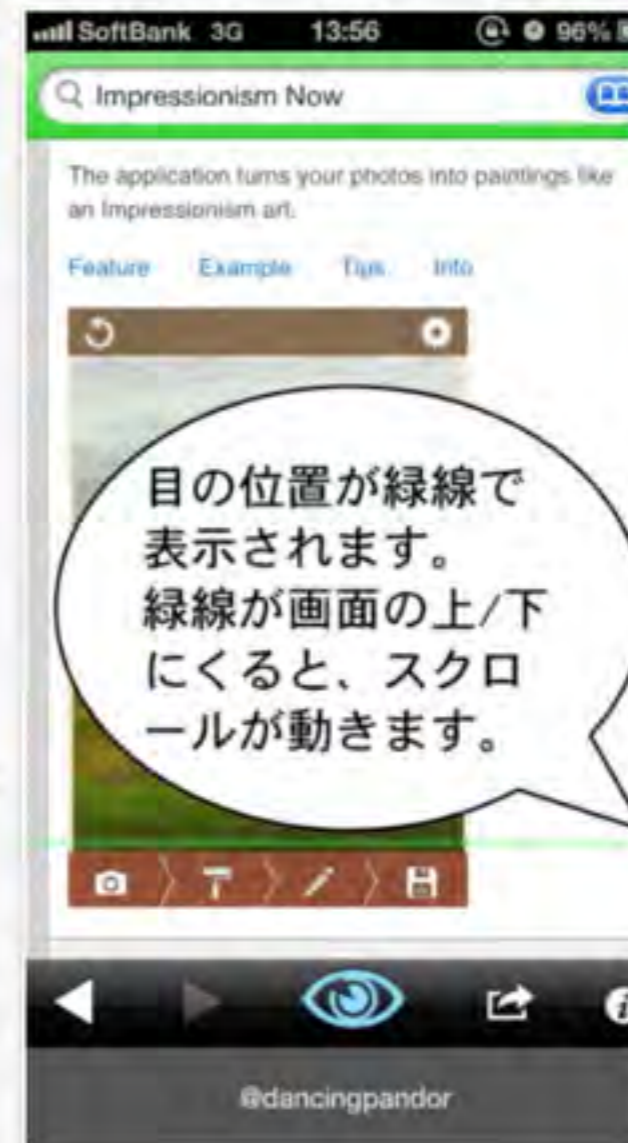 SoftBank 3G 13:56 96%
Impressionism Now
The application turns your photos into paintings like
an Impressionism art.
Feature Example Tips Info
目の位置が緑線で
表示されます。
緑線が画面の上/下
にくると、スクロ
ールが動きます。
@dancingpandor